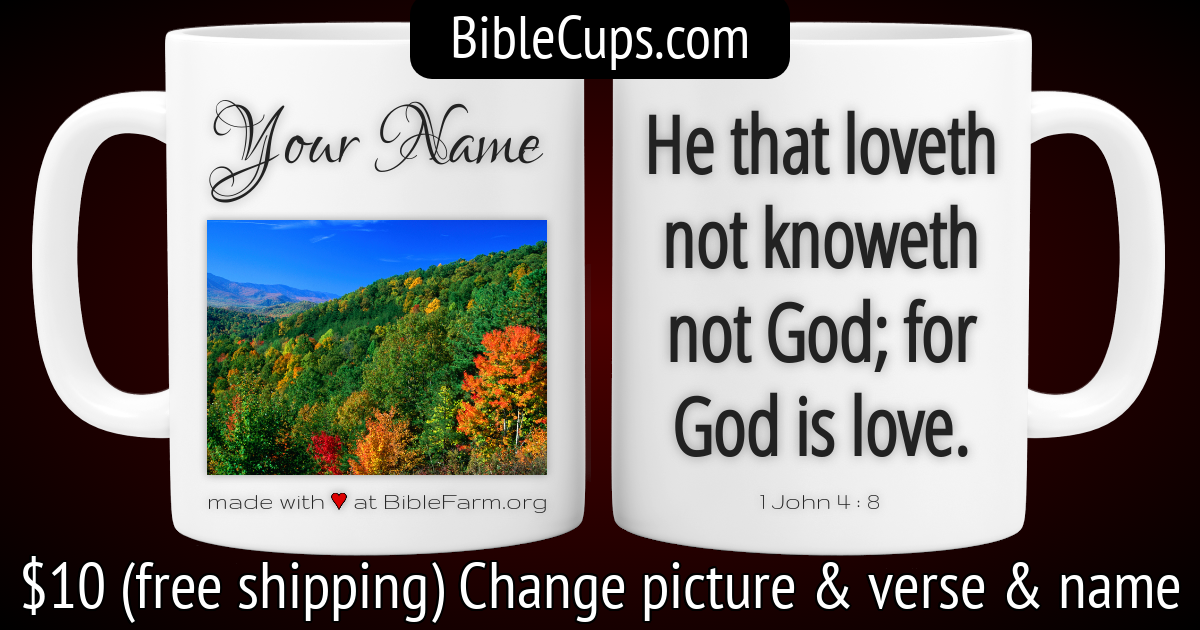 BibleCups.com
Your Name
made with ♥ at BibleFarm.org
He that loveth
not knoweth
not God; for
God is love.
1 John 4 : 8
$10 (free shipping) Change picture & verse & name